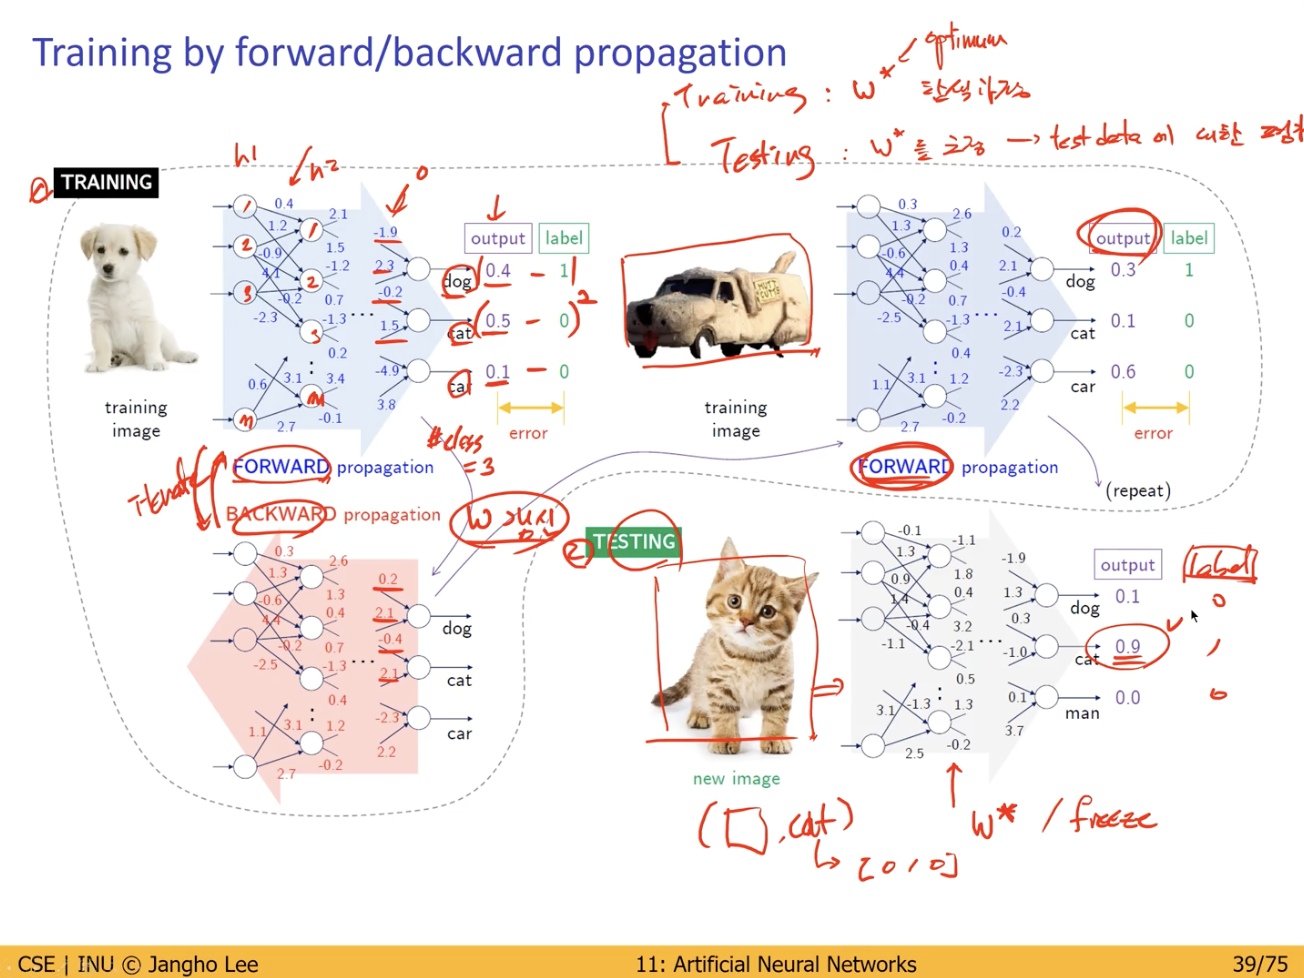 Training by forward/backward propagation
optimum
Training : W* 탐색과정
Testing : W*를 고정 → test data에 대한 평가
① TRAINING
h1
h2
o
1
2
3
n
0.4
1.2
-0.9
4.1
-0.2
-2.3
0.6
3.1
2.7
1
2
3
m
2.1
1.5
-1.2
0.7
-1.3
0.2
3.4
-0.1
-1.9
2.3
-0.2
1.5
-4.9
3.8
output label
dog (0.4 - 1)
cat (0.5 - 0)²
car 0.1 - 0
error
training
image
#class
= 3
FORWARD propagation
Iterate
BACKWARD propagation
W
0.3
1.3
-0.6
4.4
-0.2
-2.5
1.1
3.1
2.7
2.6
1.3
0.4
0.7
-1.3
0.4
1.2
-0.2
0.2
2.1
-0.4
2.1
-2.3
2.2
dog
cat
car
MUTT
CUTTS
training
image
0.3
1.3
-0.6
4.4
-0.2
-2.5
1.1
3.1
2.7
2.6
1.3
0.4
0.7
-1.3
0.4
1.2
-0.2
0.2
2.1
-0.4
2.1
-2.3
2.2
output label
dog 0.3 1
cat 0.1 0
car 0.6 0
error
FORWARD propagation
(repeat)
② TESTING
new image
-0.1
1.3
0.9
1.4
-0.4
-1.1
3.1
-1.3
2.5
-1.1
1.8
0.4
3.2
-2.1
0.5
1.3
-0.2
-1.9
1.3
0.3
-1.0
0.1
3.7
output label
dog 0.1 0
cat 0.9 1
man 0.0 0
(□, cat)
[0 1 0]
W* / freeze
CSE | INU © Jangho Lee
11: Artificial Neural Networks
39/75